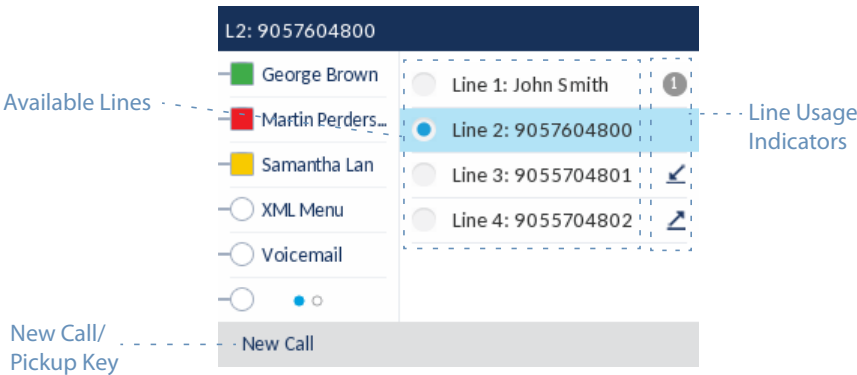 L2: 9057604800
George Brown
Martin Perders...
Samantha Lan
XML Menu
Voicemail
Line 1: John Smith
1
Line 2: 9057604800
Line 3: 9055704801
Line 4: 9055704802
New Call
Available Lines
Line Usage
Indicators
New Call/
Pickup Key